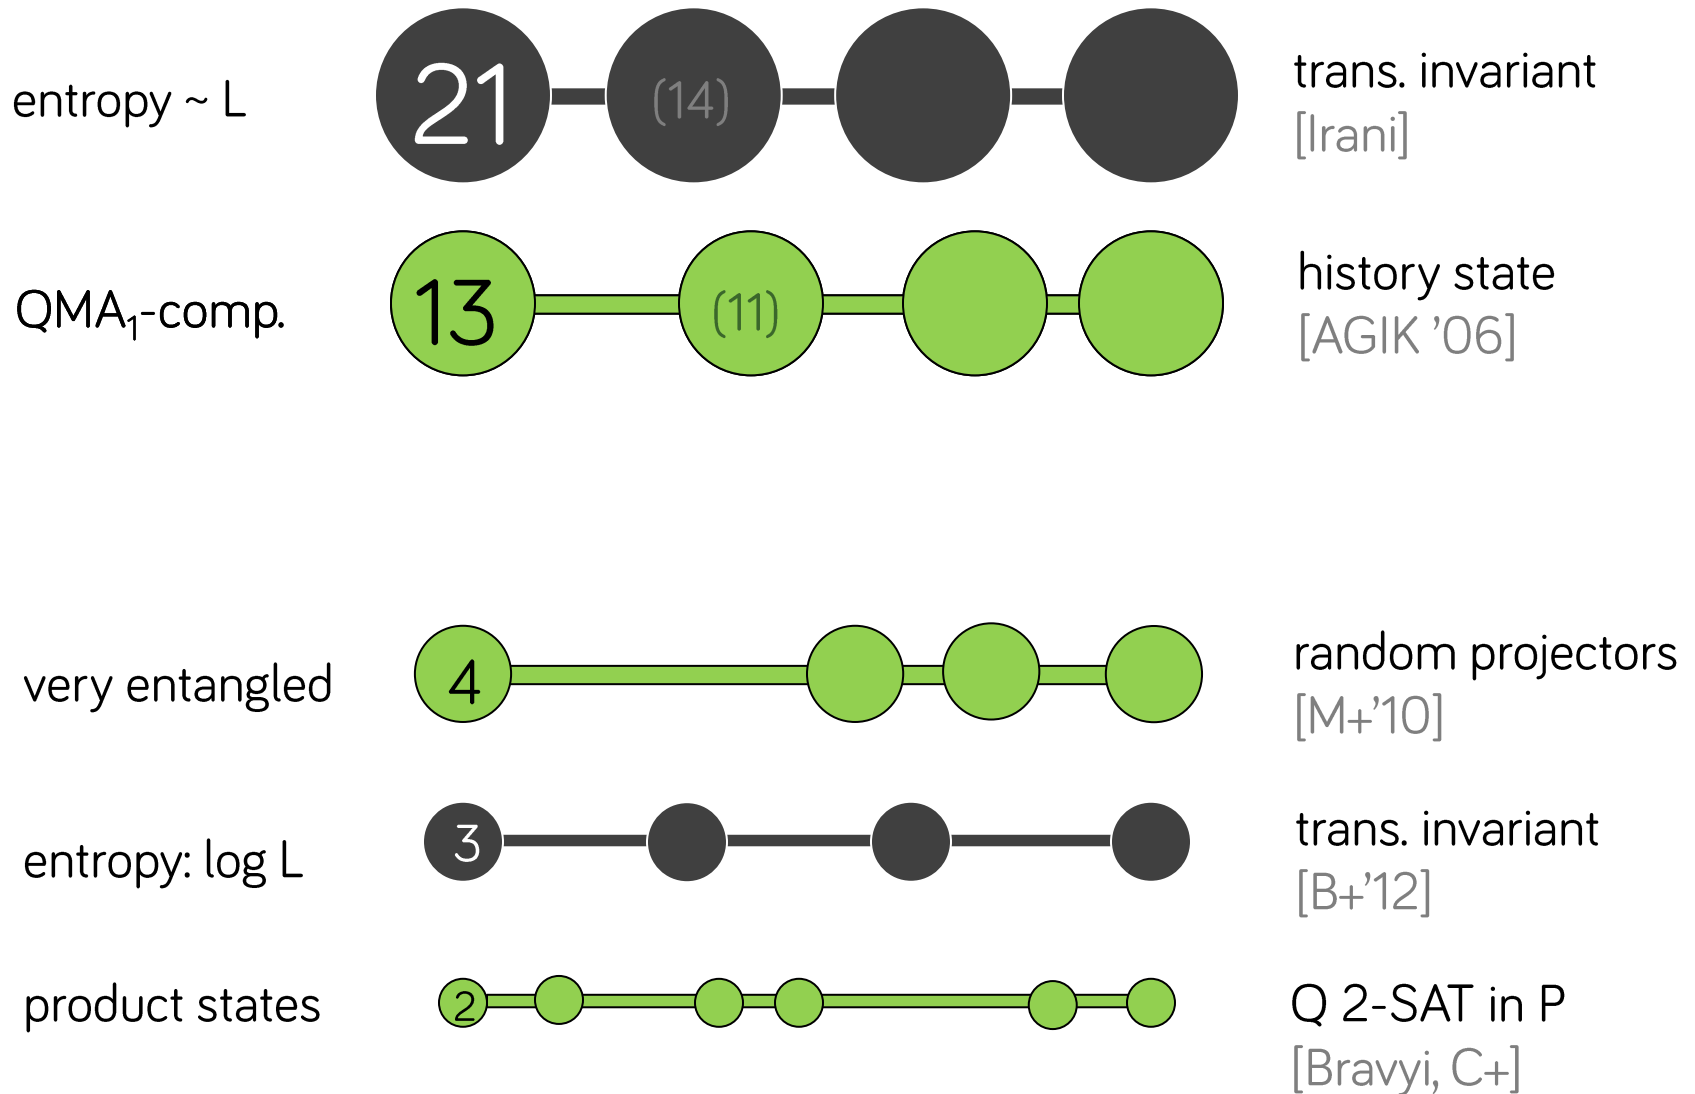 entropy ~ L
21
(14)
trans. invariant
[Irani]
QMA₁-comp.
13
(11)
history state
[AGIK ’06]
very entangled
4
random projectors
[M+’10]
entropy: log L
3
trans. invariant
[B+’12]
product states
2
Q 2-SAT in P
[Bravyi, C+]